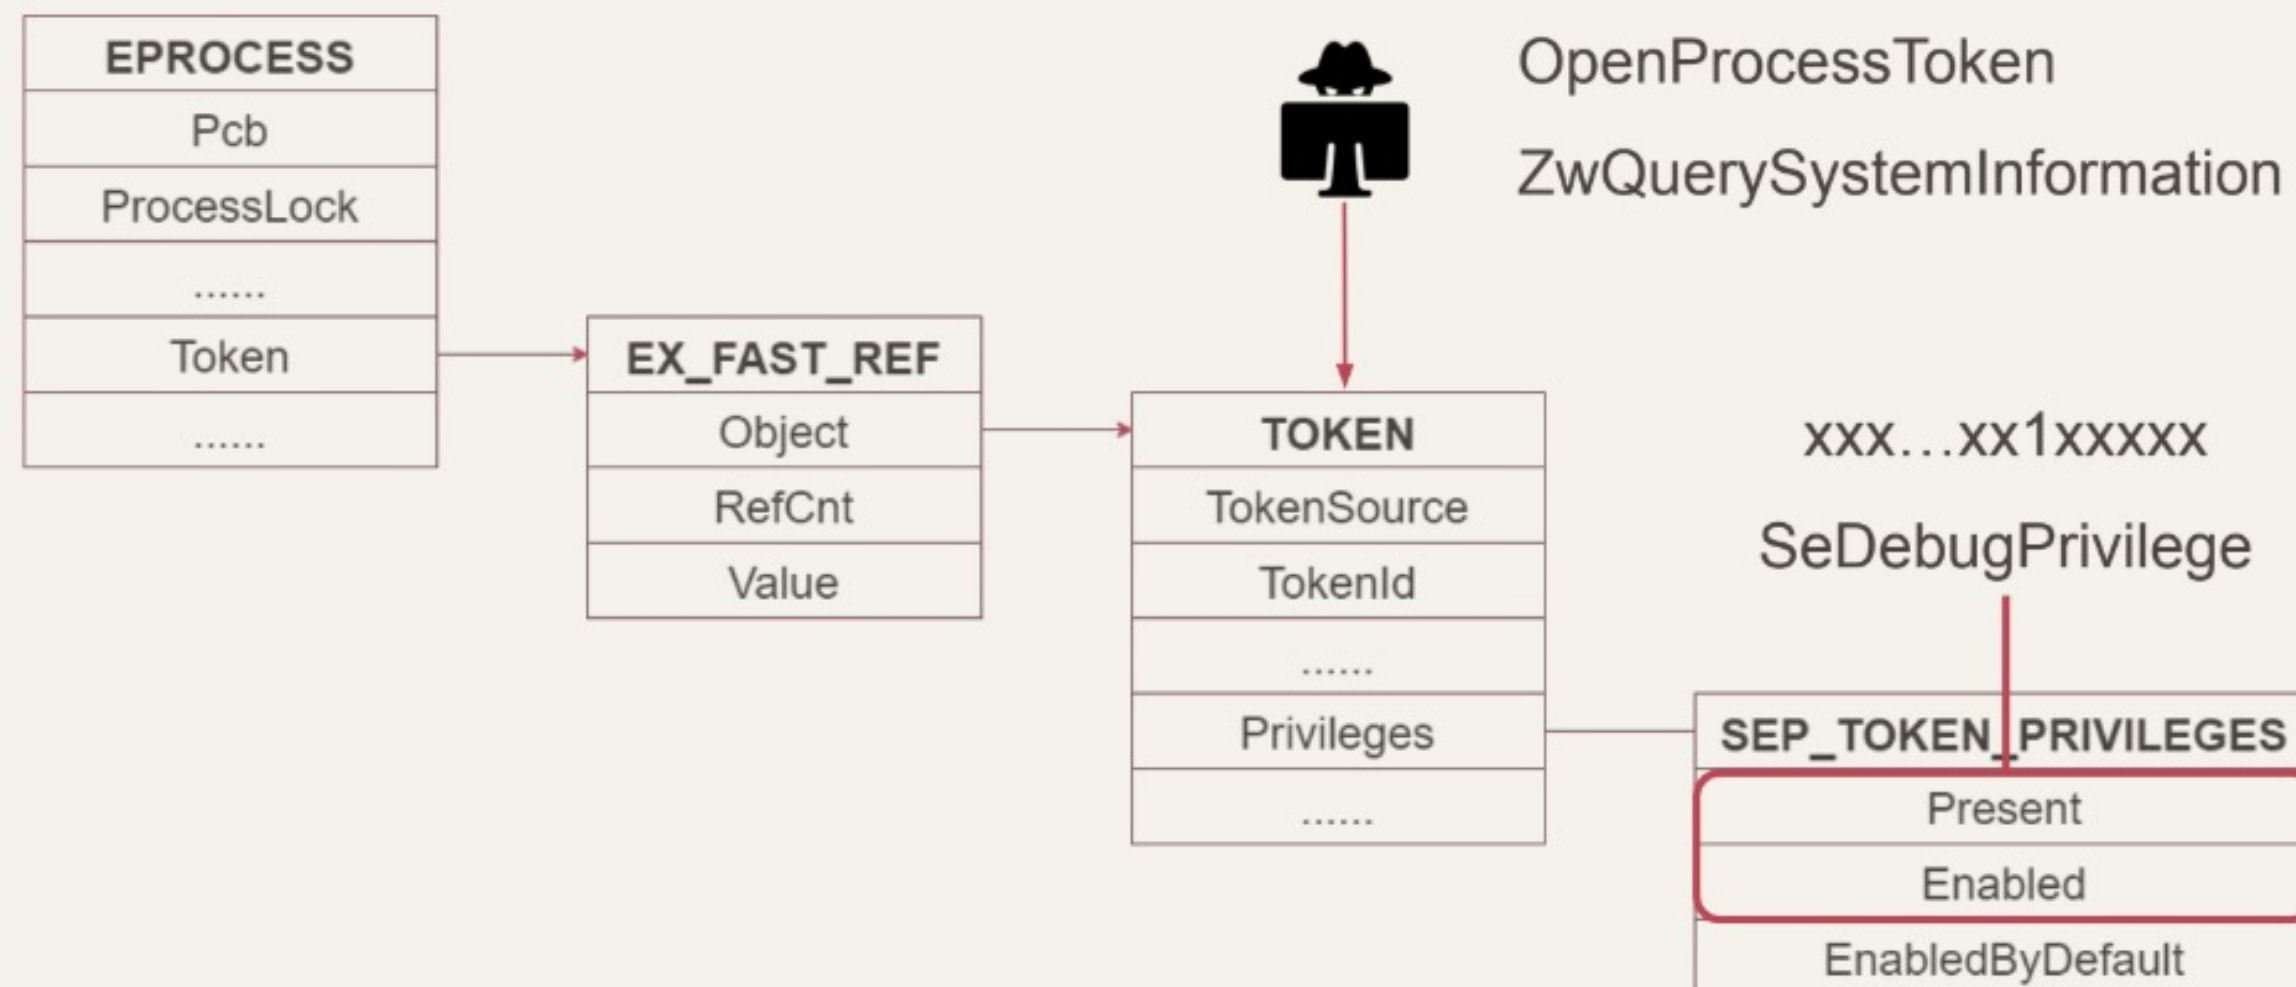 EPROCESS
Pcb
ProcessLock
......
Token
......
EX_FAST_REF
Object
RefCnt
Value
OpenProcessToken
ZwQuerySystemInformation
TOKEN
TokenSource
TokenId
......
Privileges
......
xxx...xx1xxxxx
SeDebugPrivilege
SEP_TOKEN_PRIVILEGES
Present
Enabled
EnabledByDefault